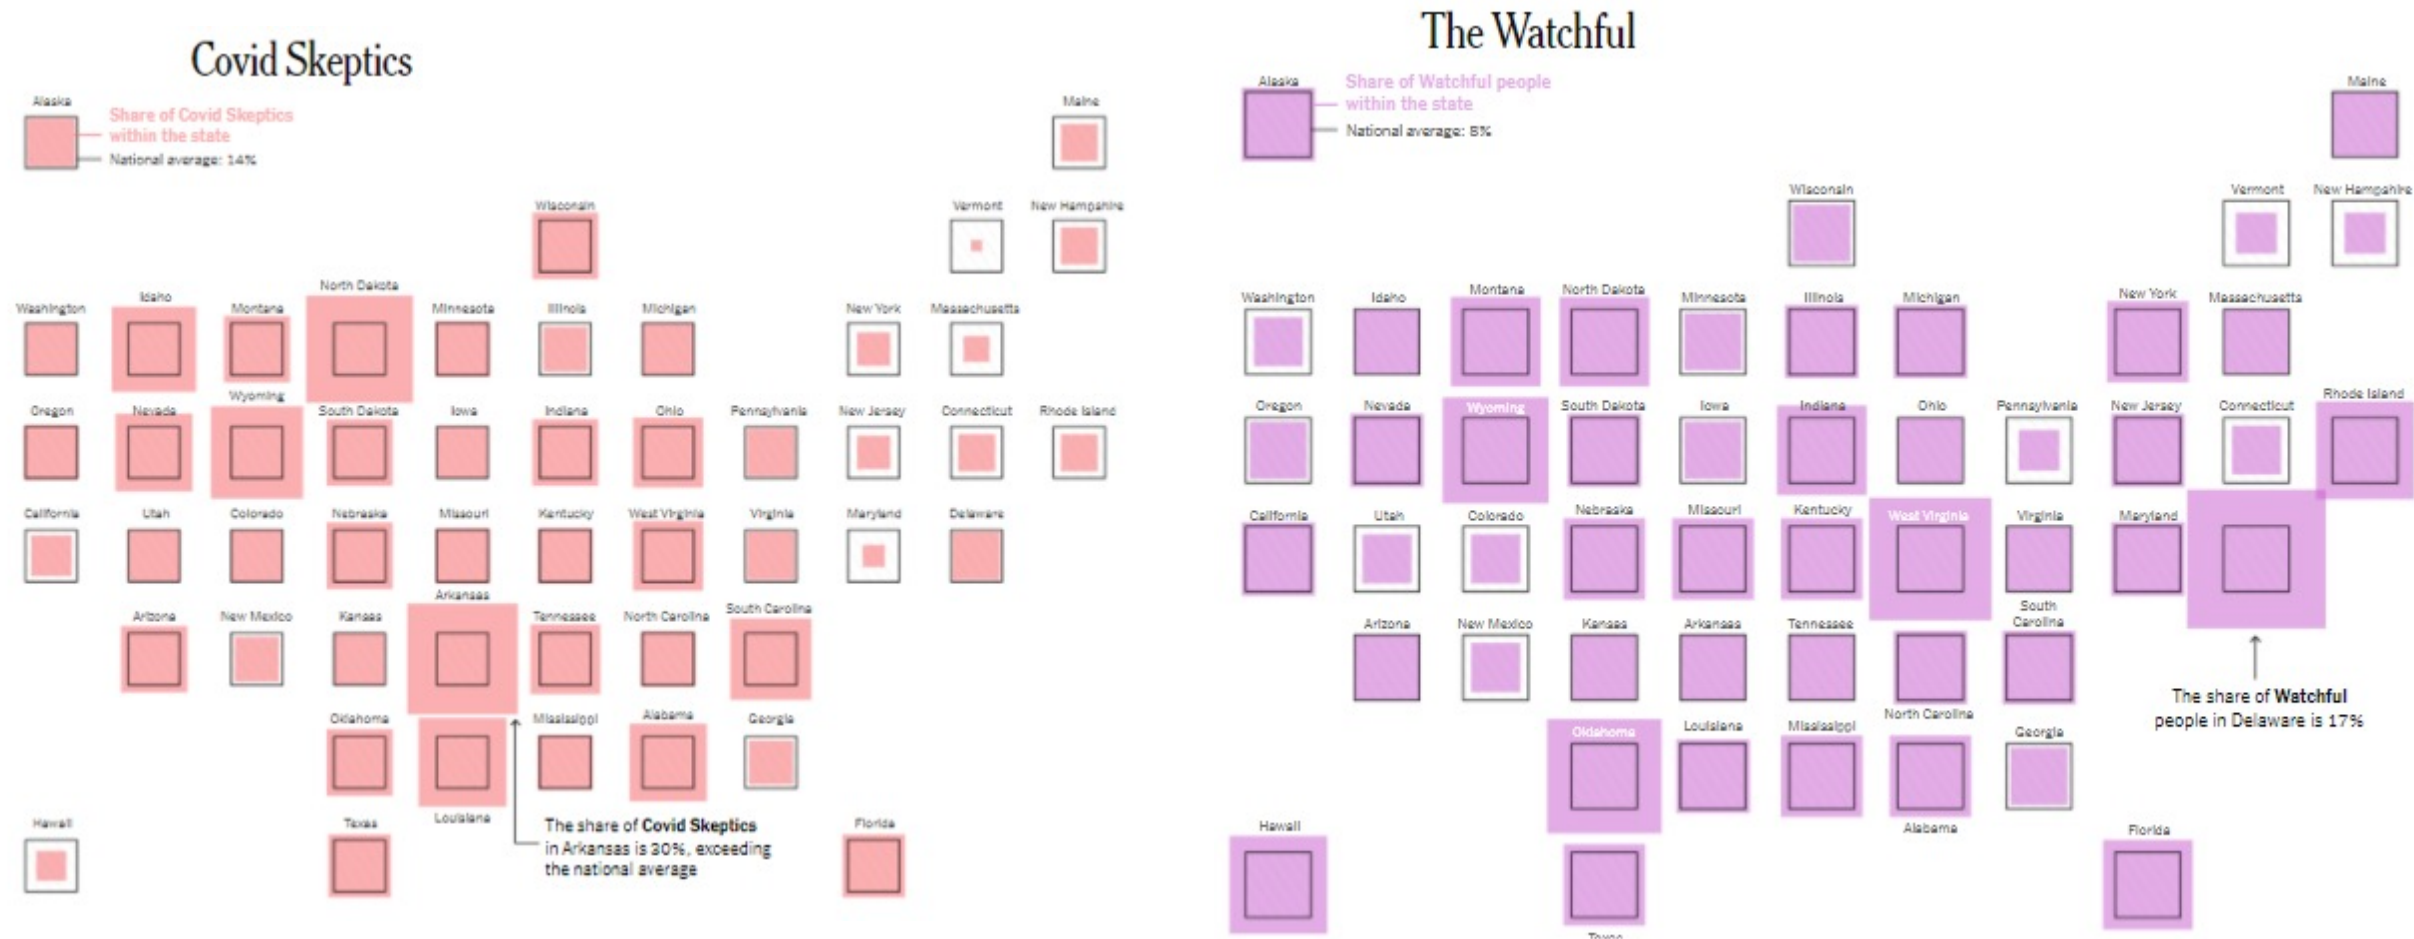 Covid Skeptics
Alaska
Share of Covid Skeptics
within the state
National average: 14%
Maine
Wisconsin
Vermont
New Hampshire
Washington
Idaho
Montana
North Dakota
Minnesota
Illinois
Michigan
New York
Massachusetts
Oregon
Nevada
Wyoming
South Dakota
Iowa
Indiana
Ohio
Pennsylvania
New Jersey
Connecticut
Rhode Island
California
Utah
Colorado
Nebraska
Missouri
Kentucky
West Virginia
Virginia
Maryland
Delaware
Arizona
New Mexico
Kansas
Arkansas
Tennessee
North Carolina
South Carolina
Oklahoma
Louisiana
Mississippi
Alabama
Georgia
Hawaii
Texas
The share of Covid Skeptics
in Arkansas is 30%, exceeding
the national average
Florida
The Watchful
Alaska
Share of Watchful people
within the state
National average: 8%
Maine
Wisconsin
Vermont
New Hampshire
Washington
Idaho
Montana
North Dakota
Minnesota
Illinois
Michigan
New York
Massachusetts
Oregon
Nevada
Wyoming
South Dakota
Iowa
Indiana
Ohio
Pennsylvania
New Jersey
Connecticut
Rhode Island
California
Utah
Colorado
Nebraska
Missouri
Kentucky
West Virginia
Virginia
Maryland
Arizona
New Mexico
Kansas
Arkansas
Tennessee
North Carolina
South
Carolina
The share of Watchful
people in Delaware is 17%
Oklahoma
Louisiana
Mississippi
Alabama
Georgia
Hawaii
Texas
Florida